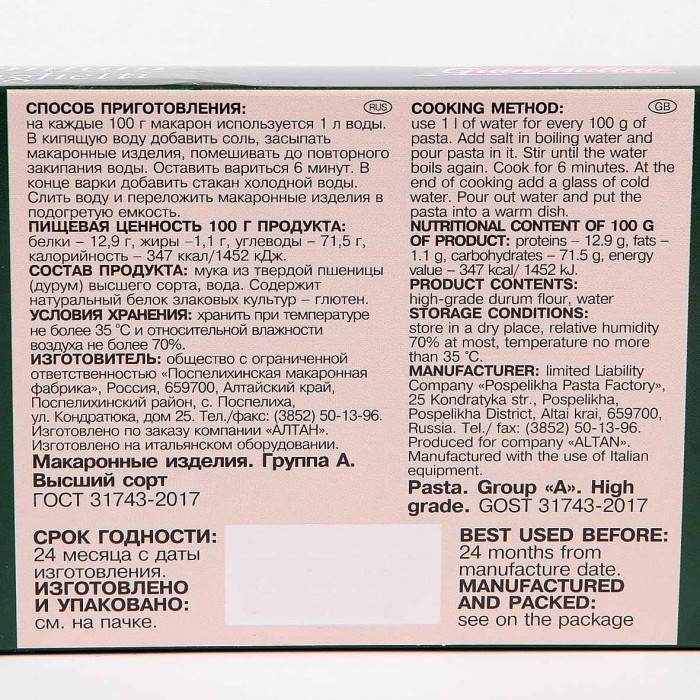 СПОСОБ ПРИГОТОВЛЕНИЯ: RUS
на каждые 100 г макарон используется 1 л воды.
В кипящую воду добавить соль, засыпать
макаронные изделия, помешивать до повторного
закипания воды. Оставить вариться 6 минут. В
конце варки добавить стакан холодной воды.
Слить воду и переложить макаронные изделия в
подогретую емкость.
ПИЩЕВАЯ ЦЕННОСТЬ 100 Г ПРОДУКТА:
белки – 12,9 г, жиры –1,1 г, углеводы – 71,5 г,
калорийность – 347 ккал/1452 кДж.
СОСТАВ ПРОДУКТА: мука из твердой пшеницы
(дурум) высшего сорта, вода. Содержит
натуральный белок злаковых культур – глютен.
УСЛОВИЯ ХРАНЕНИЯ: хранить при температуре
не более 35 °С и относительной влажности
воздуха не более 70%.
ИЗГОТОВИТЕЛЬ: общество с ограниченной
ответственностью «Поспелихинская макаронная
фабрика», Россия, 659700, Алтайский край,
Поспелихинский район, с. Поспелиха,
ул. Кондратюка, дом 25. Тел./факс: (3852) 50-13-96.
Изготовлено по заказу компании «АЛТАН».
Изготовлено на итальянском оборудовании.
Макаронные изделия. Группа А.
Высший сорт
ГОСТ 31743-2017
СРОК ГОДНОСТИ:
24 месяца с даты
изготовления.
ИЗГОТОВЛЕНО
И УПАКОВАНО:
см. на пачке.
COOKING METHOD: GB
use 1 l of water for every 100 g of
pasta. Add salt in boiling water and
pour pasta in it. Stir until the water
boils again. Cook for 6 minutes. At the
end of cooking add a glass of cold
water. Pour out water and put the
pasta into a warm dish.
NUTRITIONAL CONTENT OF 100 G
OF PRODUCT: proteins – 12.9 g, fats –
1.1 g, carbohydrates – 71.5 g, energy
value – 347 kcal/ 1452 kJ.
PRODUCT CONTENTS:
high-grade durum flour, water
STORAGE CONDITIONS:
store in a dry place, relative humidity
70% at most, temperature no more
than 35 °C.
MANUFACTURER: limited Liability
Company «Pospelikha Pasta Factory»,
25 Kondratyka str., Pospelikha,
Pospelikha District, Altai krai, 659700,
Russia. Tel./ fax: (3852) 50-13-96.
Produced for company «ALTAN».
Manufactured with the use of Italian
equipment.
Pasta. Group «A». High
grade. GOST 31743-2017
BEST USED BEFORE:
24 months from
manufacture date.
MANUFACTURED
AND PACKED:
see on the package